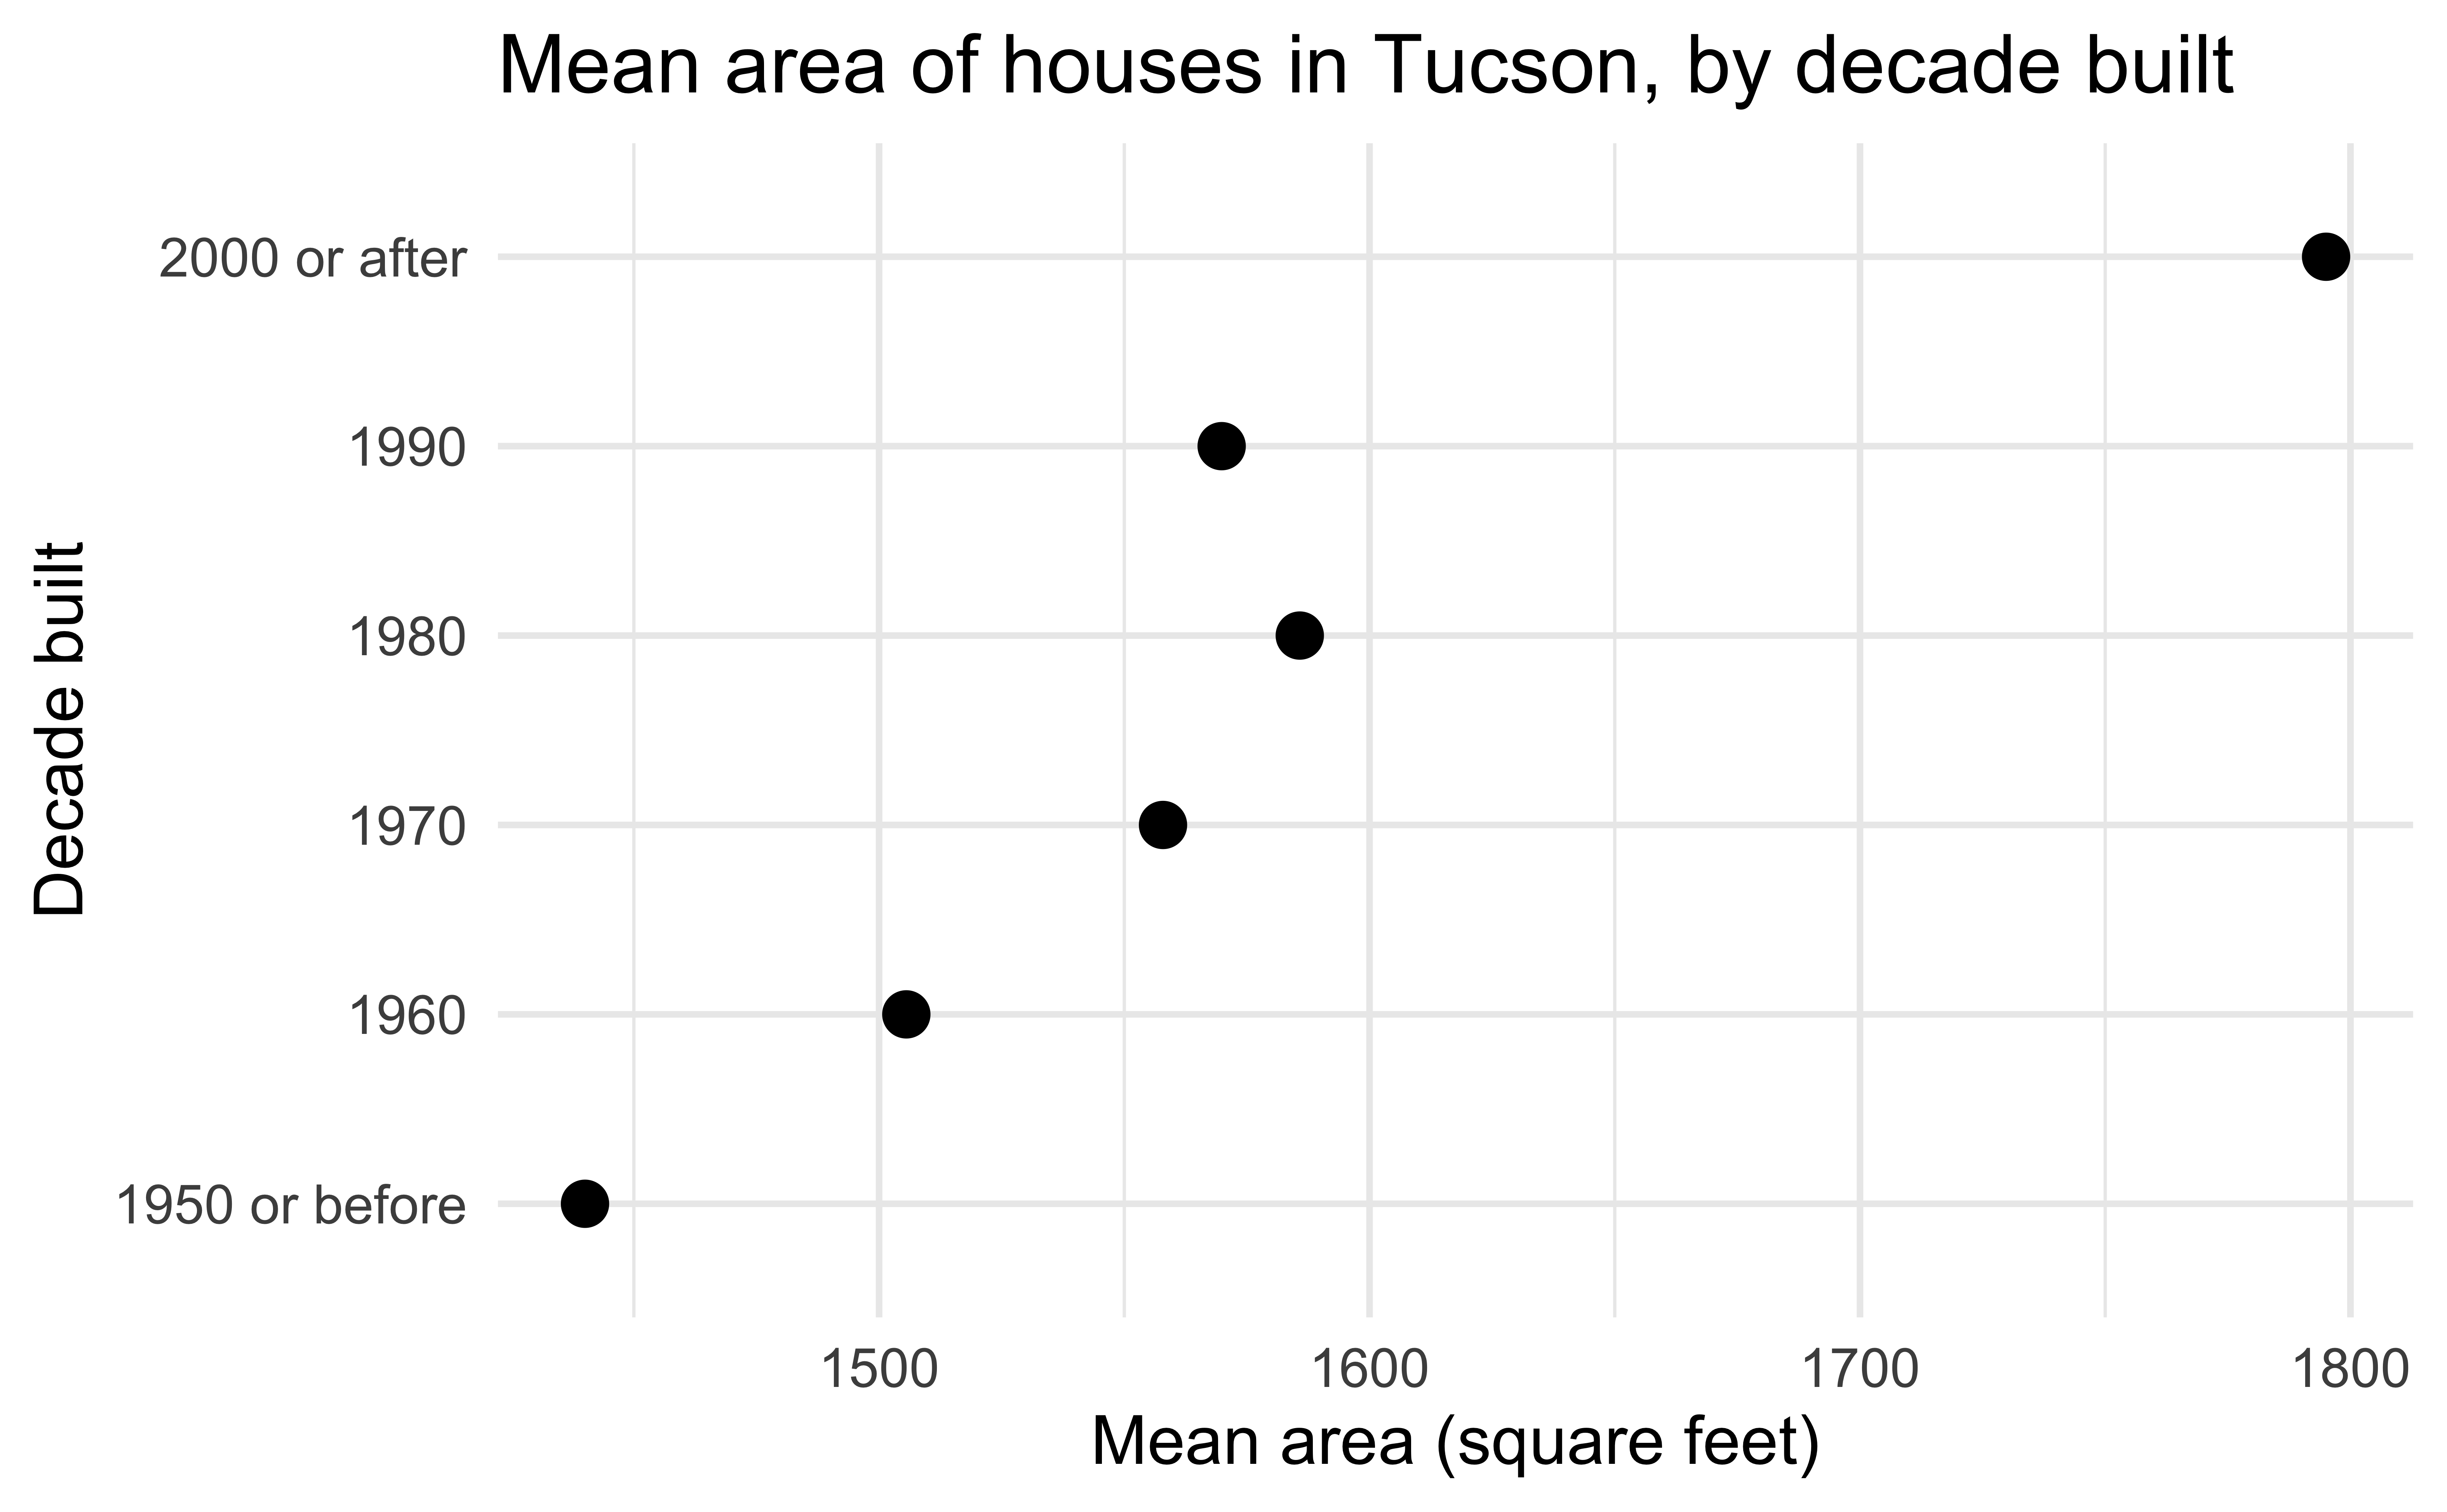 Mean area of houses in Tucson, by decade built
Decade built
2000 or after
1990
1980
1970
1960
1950 or before
1500 1600 1700 1800
Mean area (square feet)